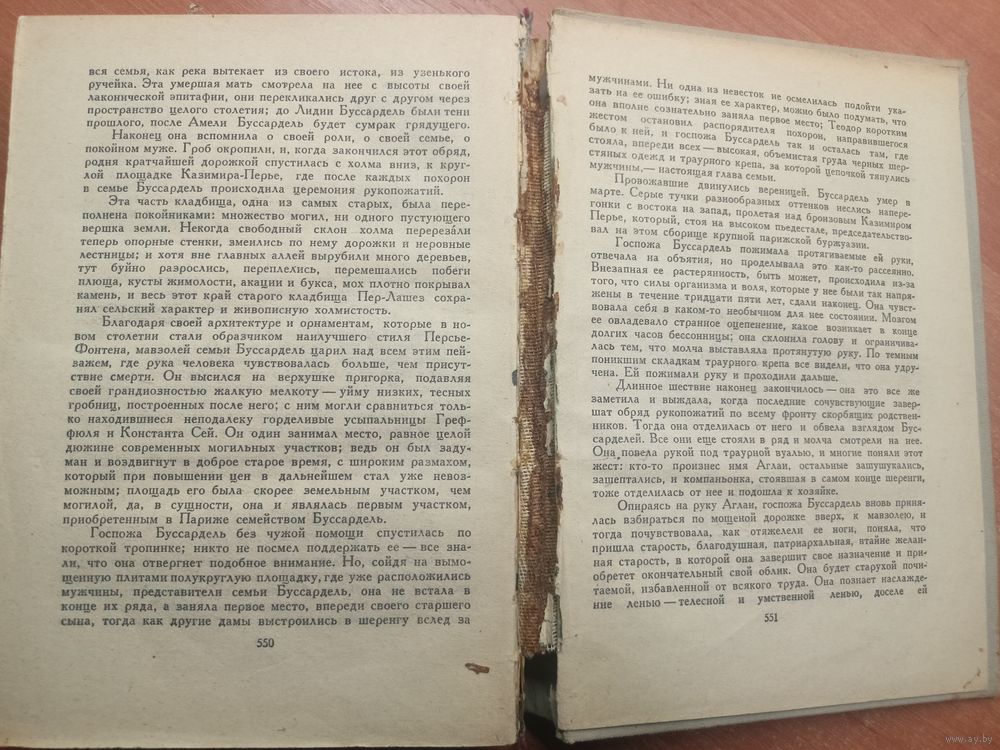 вся семья, как река вытекает из своего истока, из узенького
ручейка. Эта умершая мать смотрела на нее с высоты своей
лаконической эпитафии, они перекликались друг с другом через
пространство целого столетия; до Лидии Буссардель были тени
прошлого, после Амели Буссардель будет сумрак грядущего.
Наконец она вспомнила о своей роли, о своей семье, о
покойном муже. Гроб окропили, и, когда закончился этот обряд,
родня кратчайшей дорожкой спустилась с холма вниз, к круг-
лой площадке Казимира-Перье, где после каждых похорон
в семье Буссардель происходила церемония рукопожатий.
Эта часть кладбища, одна из самых старых, была пере-
полнена покойниками: множество могил, ни одного пустующего
вершка земли. Некогда свободный склон холма перерезáли
теперь опорные стенки, змеились по нему дорожки и неровные
лестницы; и хотя вне главных аллей вырубили много деревьев,
тут буйно разрослись, переплелись, перемешались побеги
плюща, кусты жимолости, акации и букса, мох плотно покрывал
камень, и весь этот край старого кладбища Пер-Лашез сохра-
нял сельский характер и живописную холмистость.
Благодаря своей архитектуре и орнаментам, которые в но-
вом столетии стали образчиком наилучшего стиля Персье-
Фонтена, мавзолей семьи Буссардель царил над всем этим пей-
зажем, где рука человека чувствовалась больше, чем присут-
ствие смерти. Он высился на верхушке пригорка, подавляя
своей грандиозностью жалкую мелкоту — уйму низких, тесных
гробниц, построенных после него; с ним могли сравниться толь-
ко находившиеся неподалеку горделивые усыпальницы Греф-
фюля и Константа Сей. Он один занимал место, равное целой
дюжине современных могильных участков; ведь он был заду-
ман и воздвигнут в доброе старое время, с широким размахом,
который при повышении цен в дальнейшем стал уже невоз-
можным; площадь его была скорее земельным участком, чем
могилой, да, в сущности, она и являлась первым участком,
приобретенным в Париже семейством Буссардель.
Госпожа Буссардель без чужой помощи спустилась по
короткой тропинке; никто не посмел поддержать ее — все зна-
ли, что она отвергнет подобное внимание. Но, сойдя на вымо-
щенную плитами полукруглую площадку, где уже расположились
мужчины, представители семьи Буссардель, она не встала в
конце их ряда, а заняла первое место, впереди своего старшего
сына, тогда как другие дамы выстроились в шеренгу вслед за
550
мужчинами. Ни одна из невесток не осмелилась подойти ука-
зать на ее ошибку; зная ее характер, можно было подумать, что
она вполне сознательно заняла первое место; Теодор коротким
жестом остановил распорядителя похорон, направившегося
было к ней, и госпожа Буссардель так и осталась там, где
стояла, впереди всех — высокая, объемистая груда черных шер-
стяных одежд и траурного крепа, за которой цепочкой тянулись
мужчины,— настоящая глава семьи.
Провожавшие двинулись вереницей. Буссардель умер в
марте. Серые тучки разнообразных оттенков неслись напере-
гонки с востока на запад, пролетая над бронзовым Казимиром
Перье, который, стоя на высоком пьедестале, председательство-
вал на этом сборище крупной парижской буржуазии.
Госпожа Буссардель пожимала протягиваемые ей руки,
отвечала на объятия, но проделывала это как-то рассеянно.
Внезапная ее растерянность, быть может, происходила из-за
того, что силы организма и воля, которые у нее были так напря-
жены в течение тридцати пяти лет, сдали наконец. Она чувст-
вовала себя в каком-то необычном для нее состоянии. Мозгом
ее овладевало странное оцепенение, какое возникает в конце
долгих часов бессонницы; она склонила голову и ограничива-
лась тем, что молча выставляла протянутую руку. По темным
поникшим складкам траурного крепа все видели, что она удру-
чена. Ей пожимали руку и проходили дальше.
Длинное шествие наконец закончилось — она это все же
заметила и выждала, когда последние сочувствующие завер-
шат обряд рукопожатий по всему фронту скорбящих родствен-
ников. Тогда она отделилась от него и обвела взглядом Бус-
сарделей. Все они еще стояли в ряд и молча смотрели на нее.
Она повела рукой под траурной вуалью, и многие поняли этот
жест: кто-то произнес имя Аглаи, остальные зашушукались,
зашептались, и компаньонка, стоявшая в самом конце шеренги,
тоже отделилась от нее и подошла к хозяйке.
Опираясь на руку Аглаи, госпожа Буссардель вновь приня-
лась взбираться по мощеной дорожке вверх, к мавзолею, и
тогда почувствовала, как отяжелели ее ноги, поняла, что
пришла старость, благодушная, патриархальная, втайне желан-
ная старость, в которой она завершит свое назначение и при-
обретет окончательный свой облик. Она будет старухой почи-
таемой, избавленной от всякого труда. Она познает наслажде-
ние ленью — телесной и умственной ленью, доселе ей
551
www.ay.by